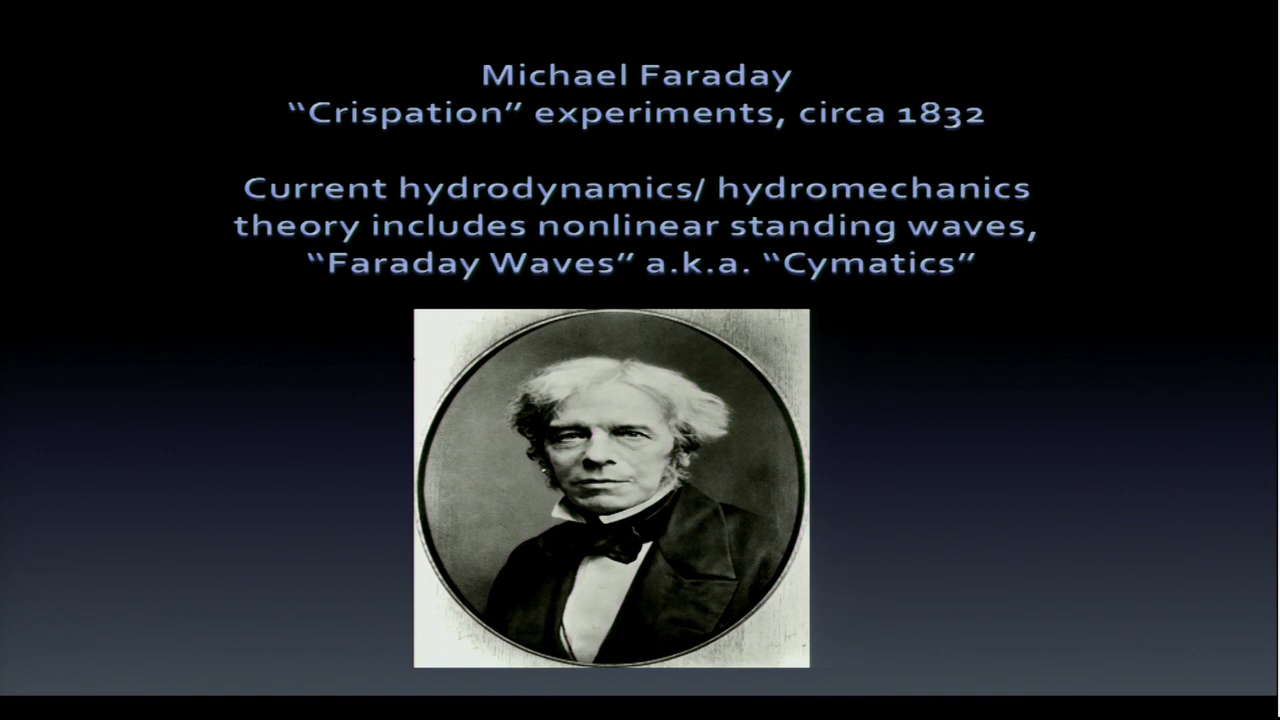 Michael Faraday
“Crispation” experiments, circa 1832
Current hydrodynamics/ hydromechanics
theory includes nonlinear standing waves,
“Faraday Waves” a.k.a. “Cymatics”